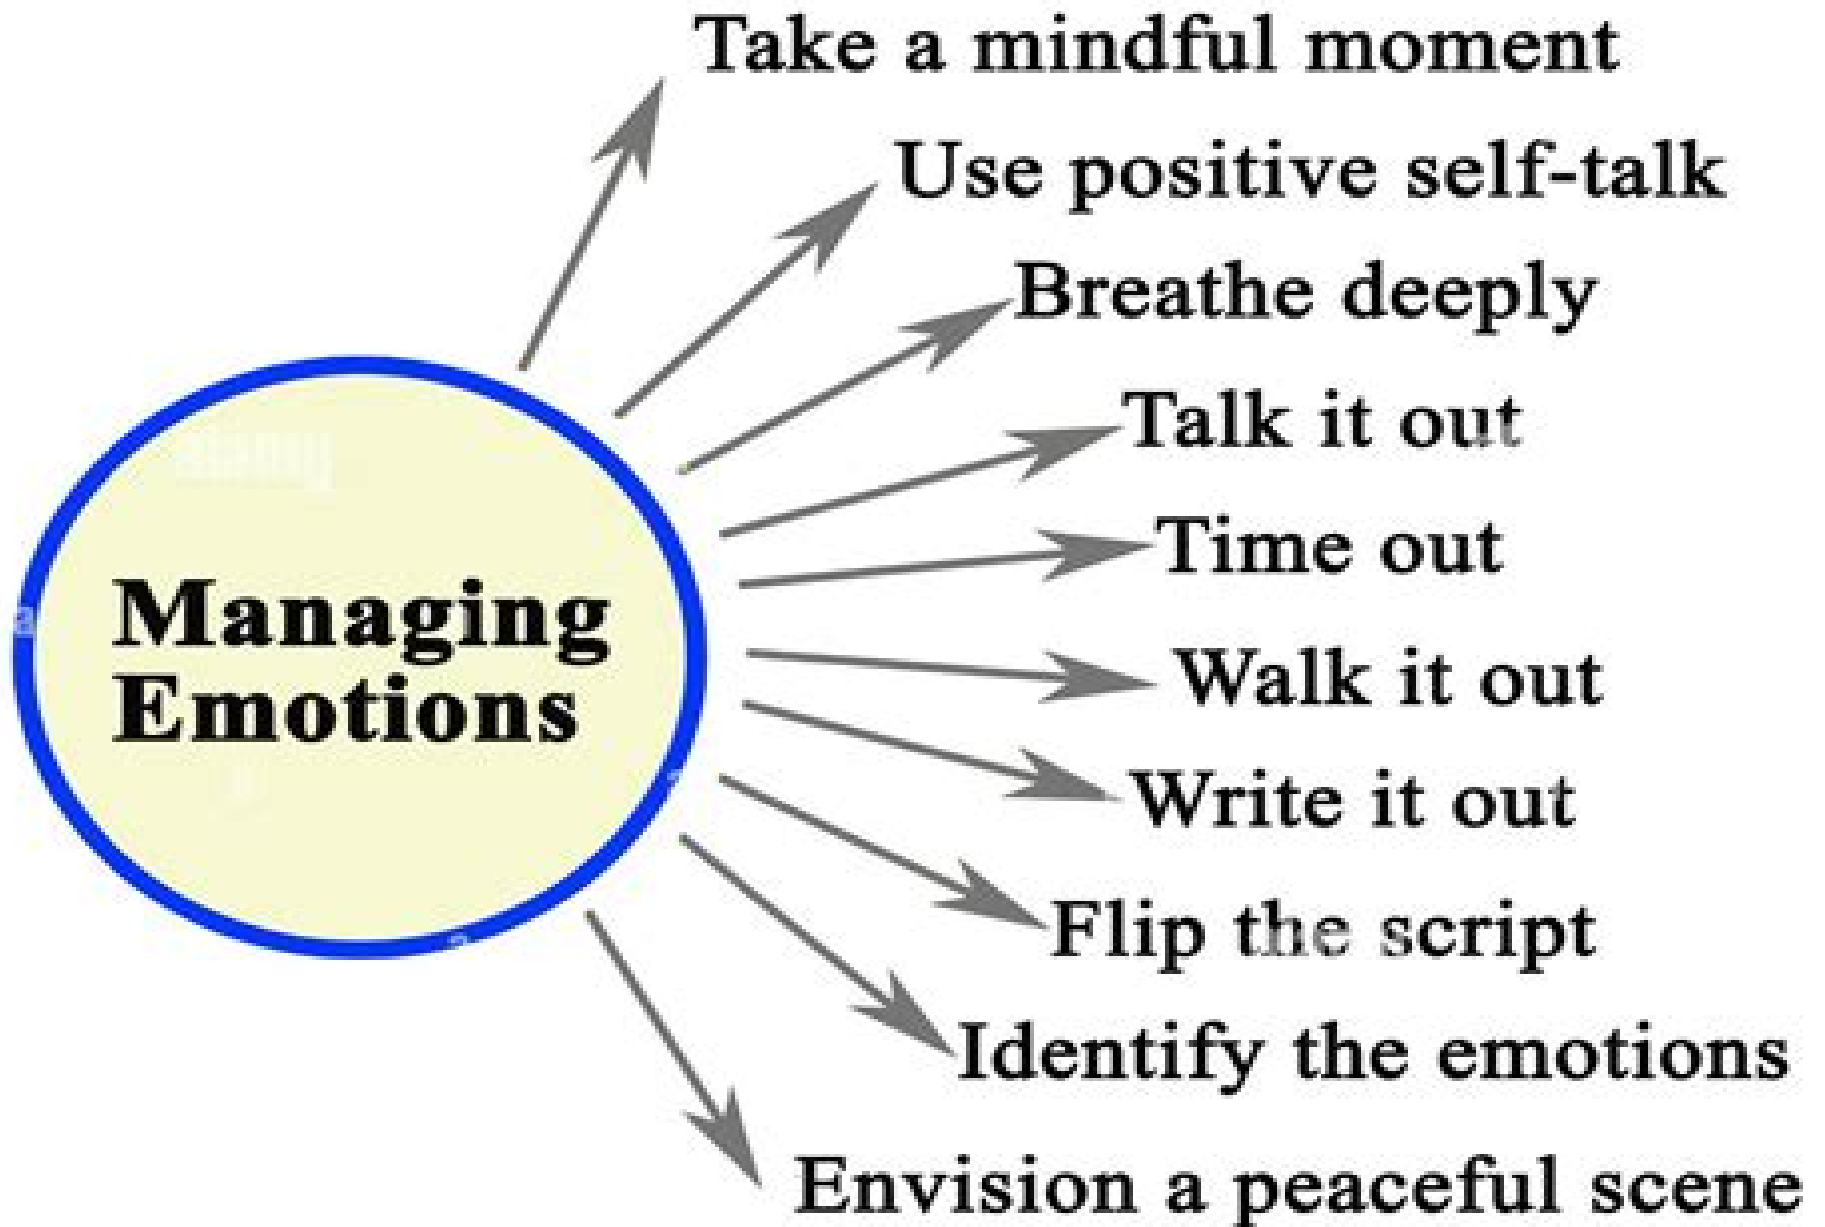 Take a mindful moment
Use positive self-talk
Breathe deeply
Talk it out
Time out
Managing
Emotions
Walk it out
Write it out
Flip the script
Identify the emotions
Envision a peaceful scene